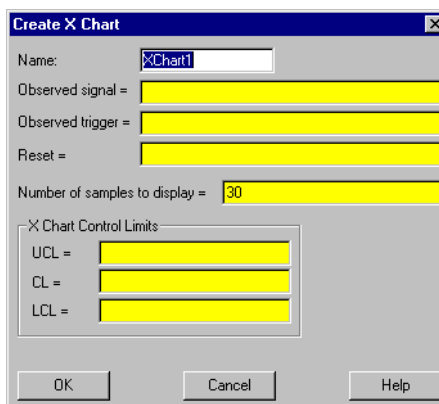 Create X Chart
Name: XChart1
Observed signal =
Observed trigger =
Reset =
Number of samples to display = 30
X Chart Control Limits
UCL =
CL =
LCL =
OK Cancel Help